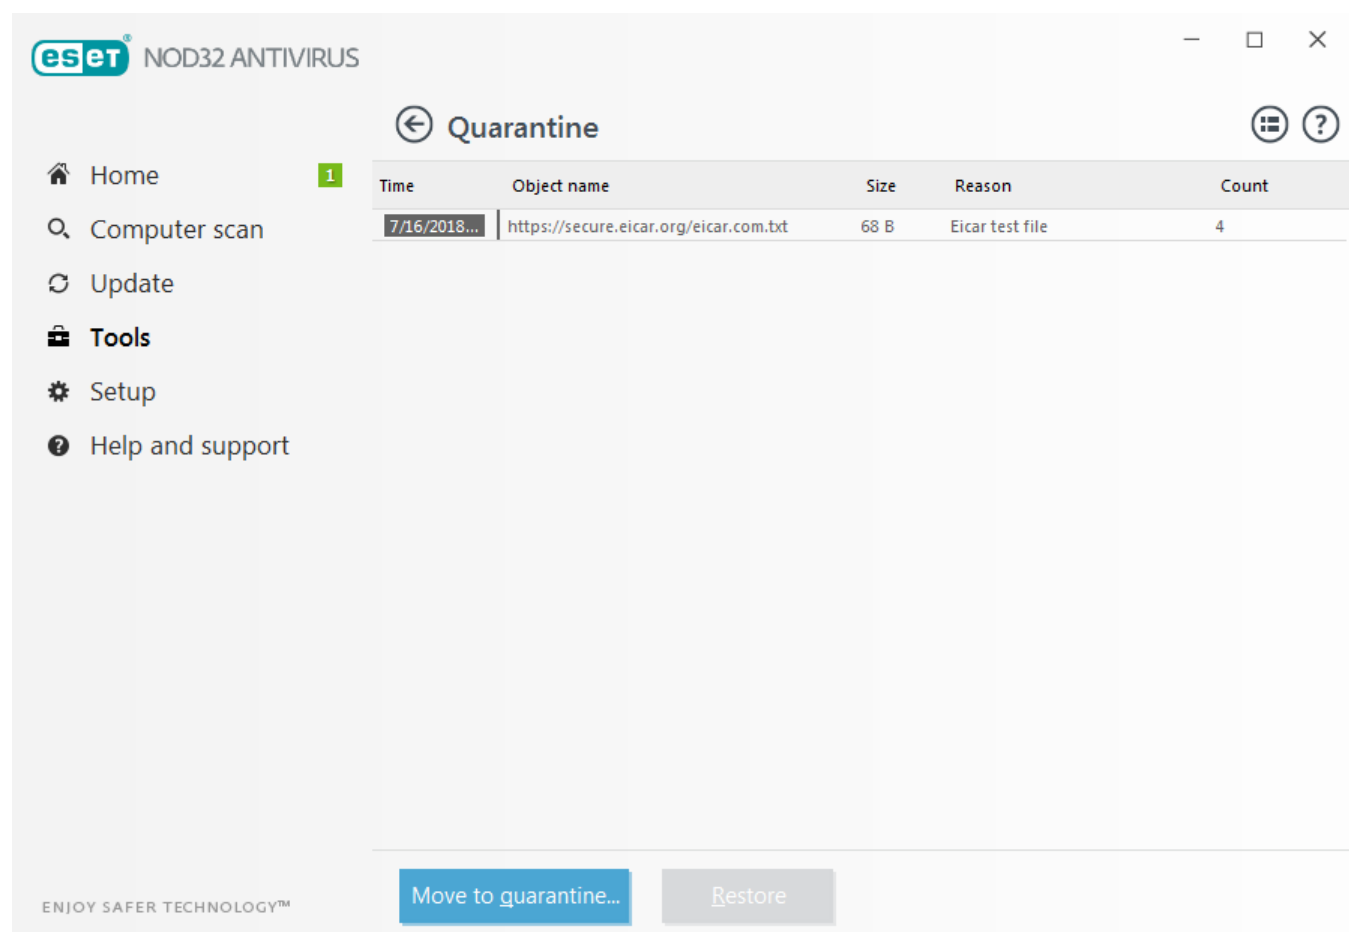 eset® NOD32 ANTIVIRUS
Quarantine
?
Home 1
Computer scan
Update
Tools
Setup
? Help and support
Time Object name Size Reason Count
7/16/2018... https://secure.eicar.org/eicar.com.txt 68 B Eicar test file 4
ENJOY SAFER TECHNOLOGY™
Move to quarantine... Restore